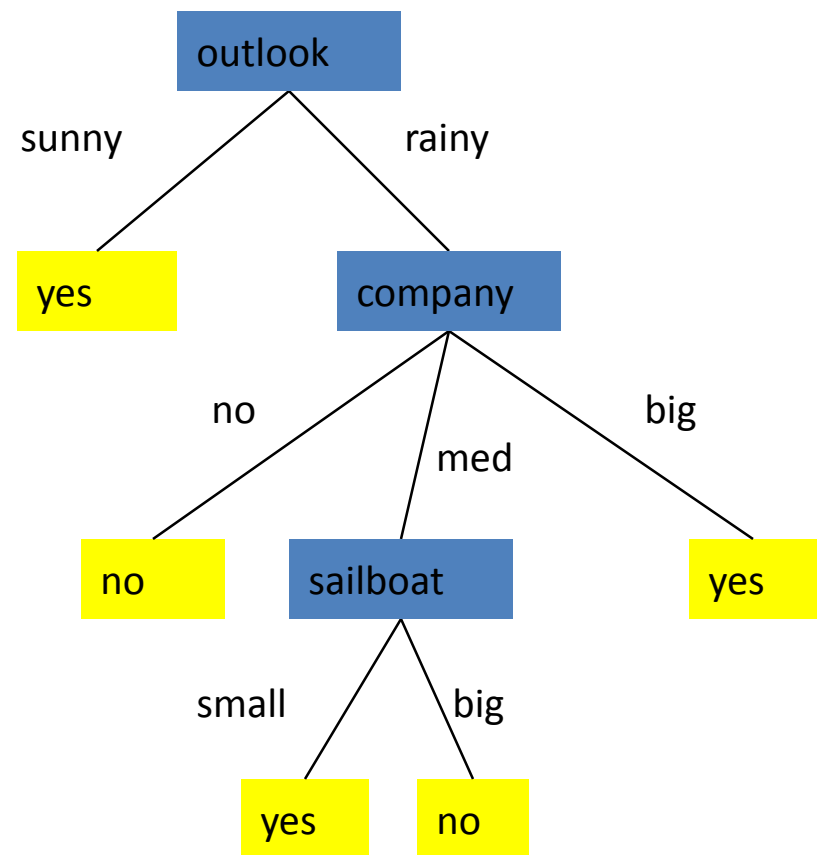 outlook
sunny
rainy
yes
company
no
med
big
no
sailboat
yes
small
big
yes
no